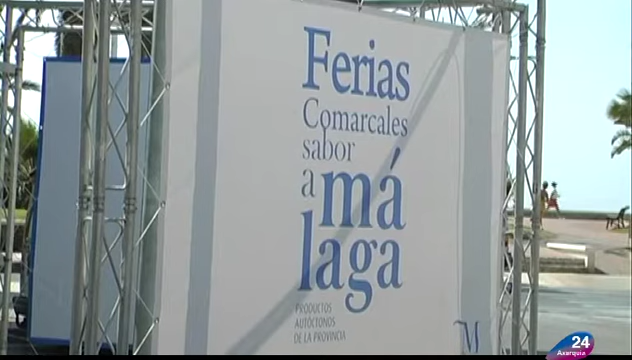 Ferias
Comarcales
sabor
a má
laga
PRODUCTOS
AUTÓCTONOS
DE LA PROVINCIA
M
24
Axarquía